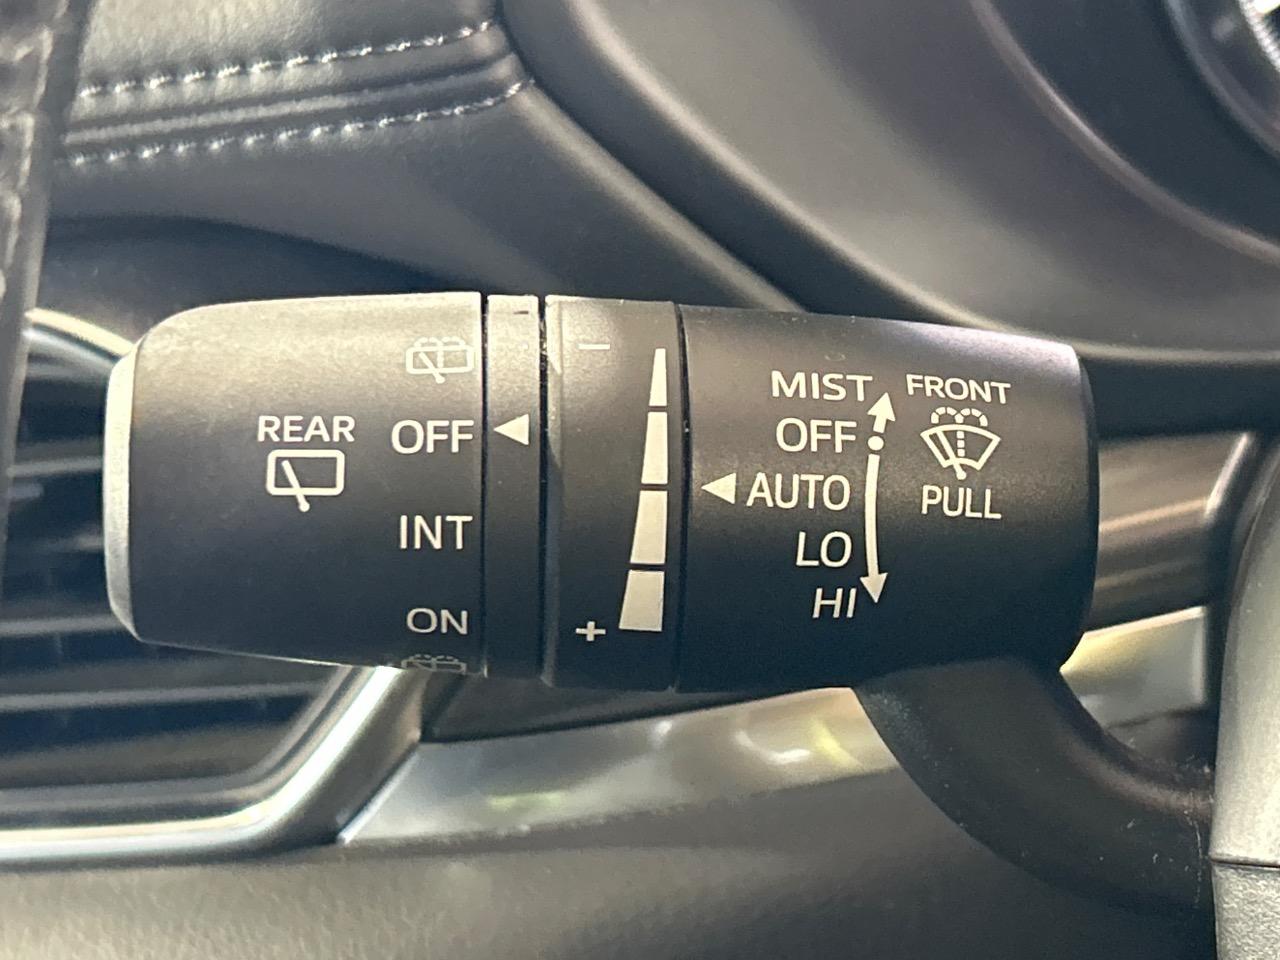 REAR
OFF
INT
ON
−
+
MIST
OFF
AUTO
LO
HI
FRONT
PULL